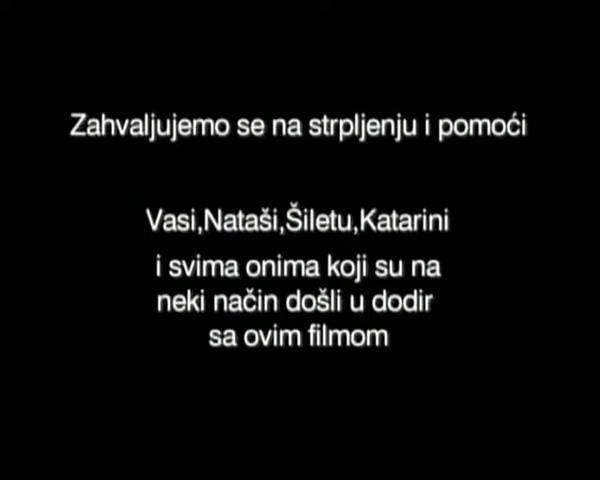 Zahvaljujemo se na strpljenju i pomoći
Vasi,Nataši,Šiletu,Katarini
i svima onima koji su na
neki način došli u dodir
sa ovim filmom